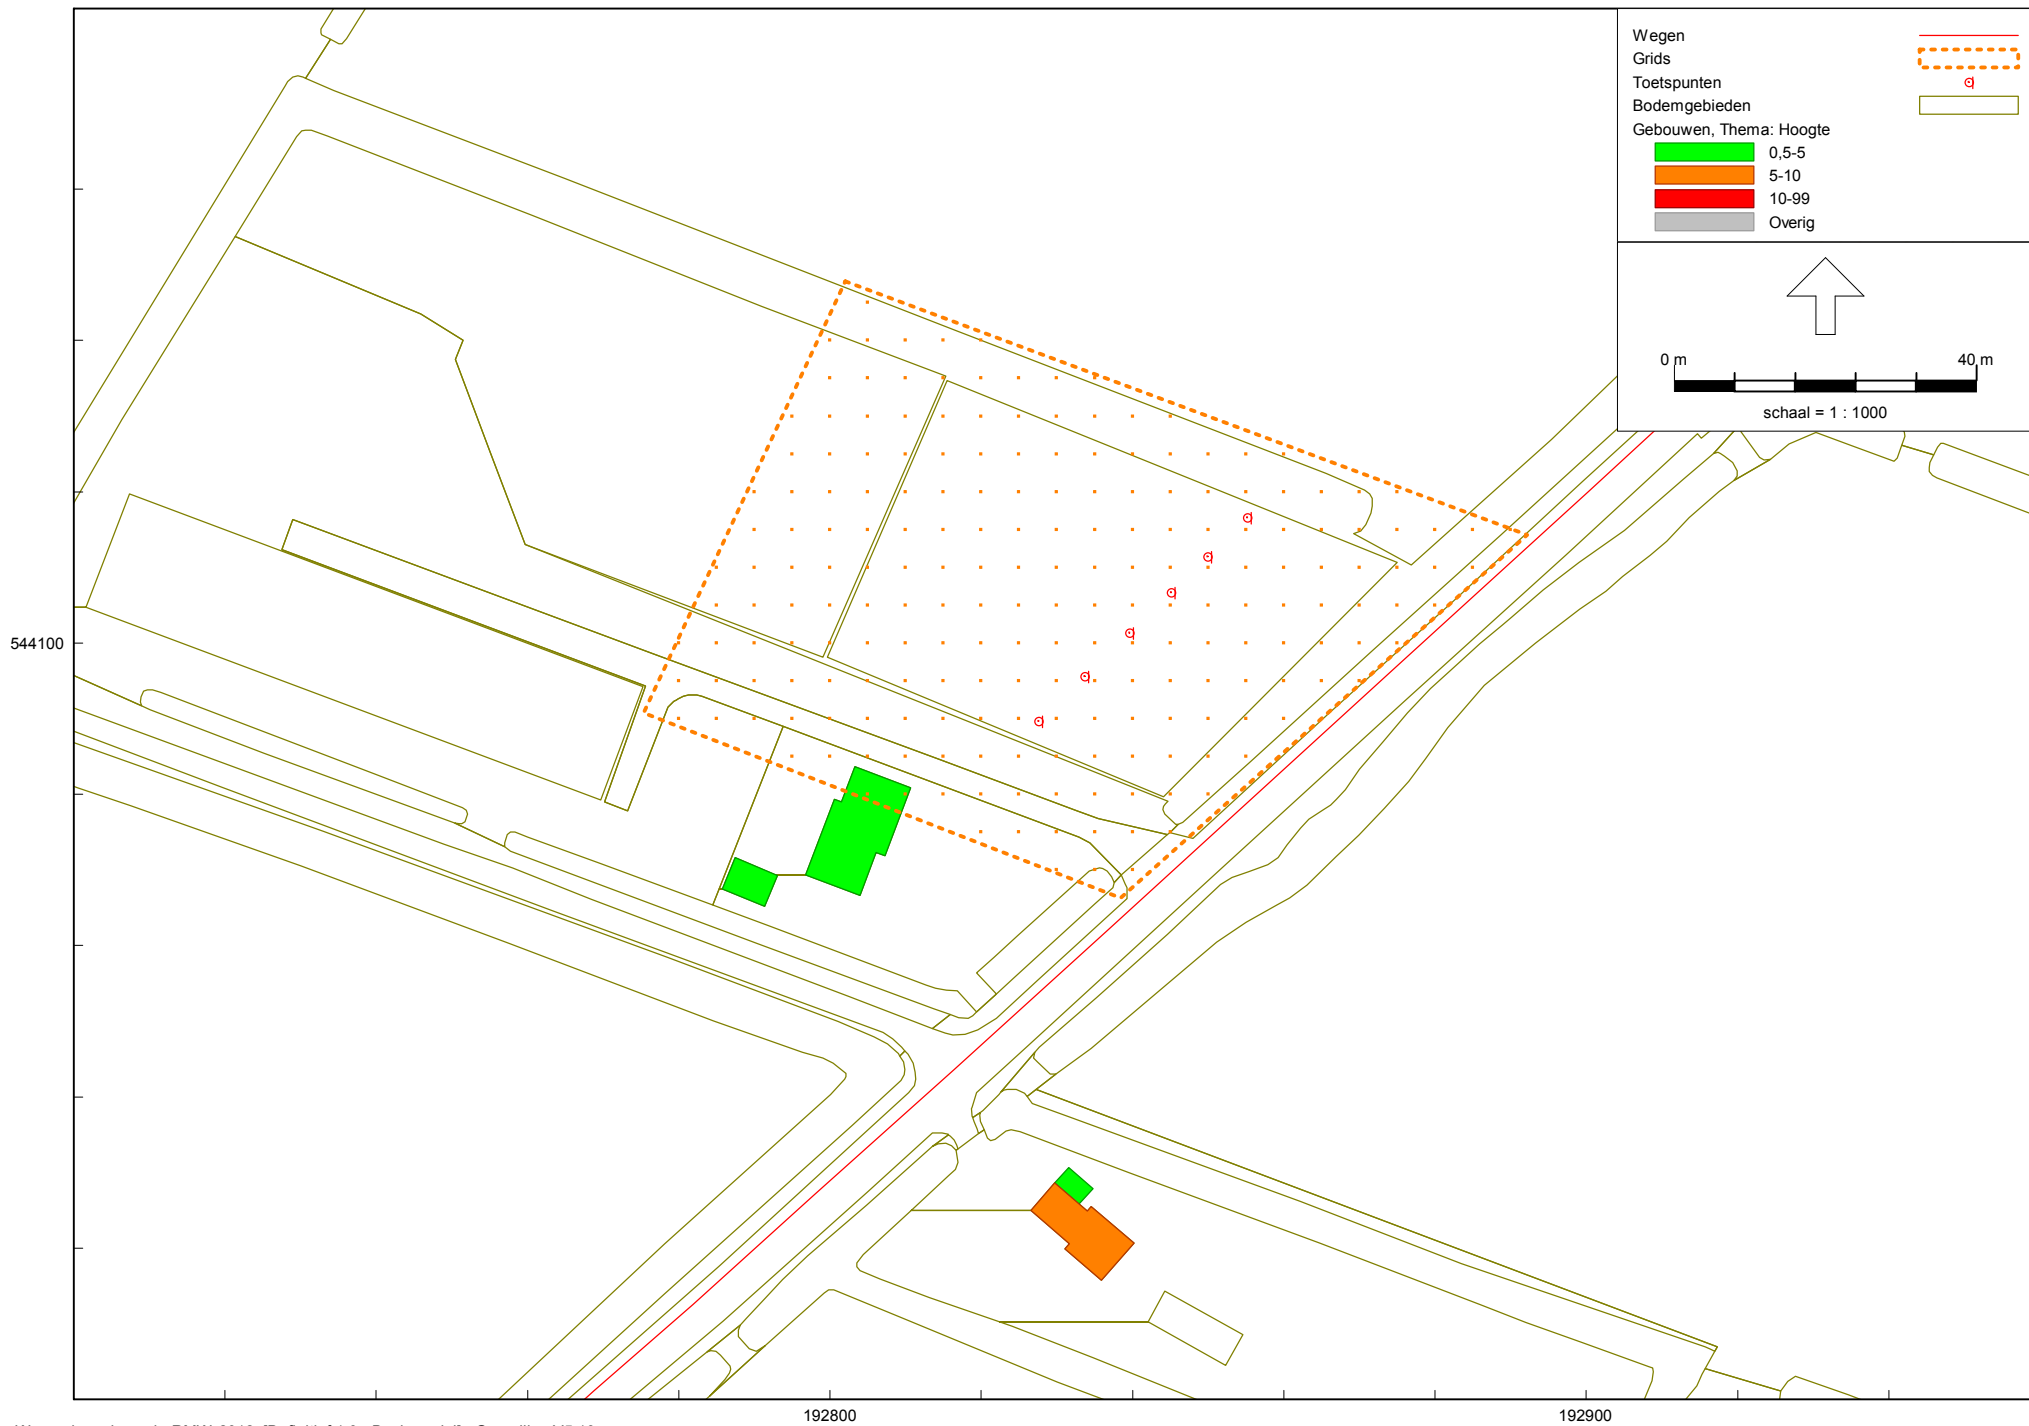 Wegen
Grids
Toetspunten
Bodemgebieden
Gebouwen, Thema: Hoogte
0,5-5
5-10
10-99
Overig
0 m 40 m
schaal = 1 : 1000
544100
192800 192900